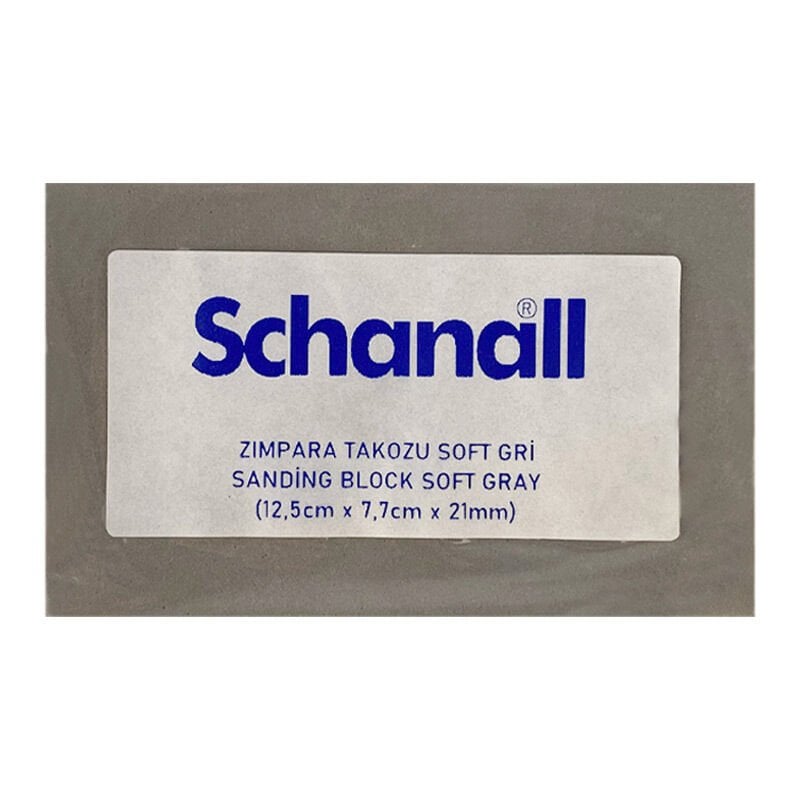 Schanall®
ZIMPARA TAKOZU SOFT GRİ
SANDİNG BLOCK SOFT GRAY
(12,5cm x 7,7cm x 21mm)